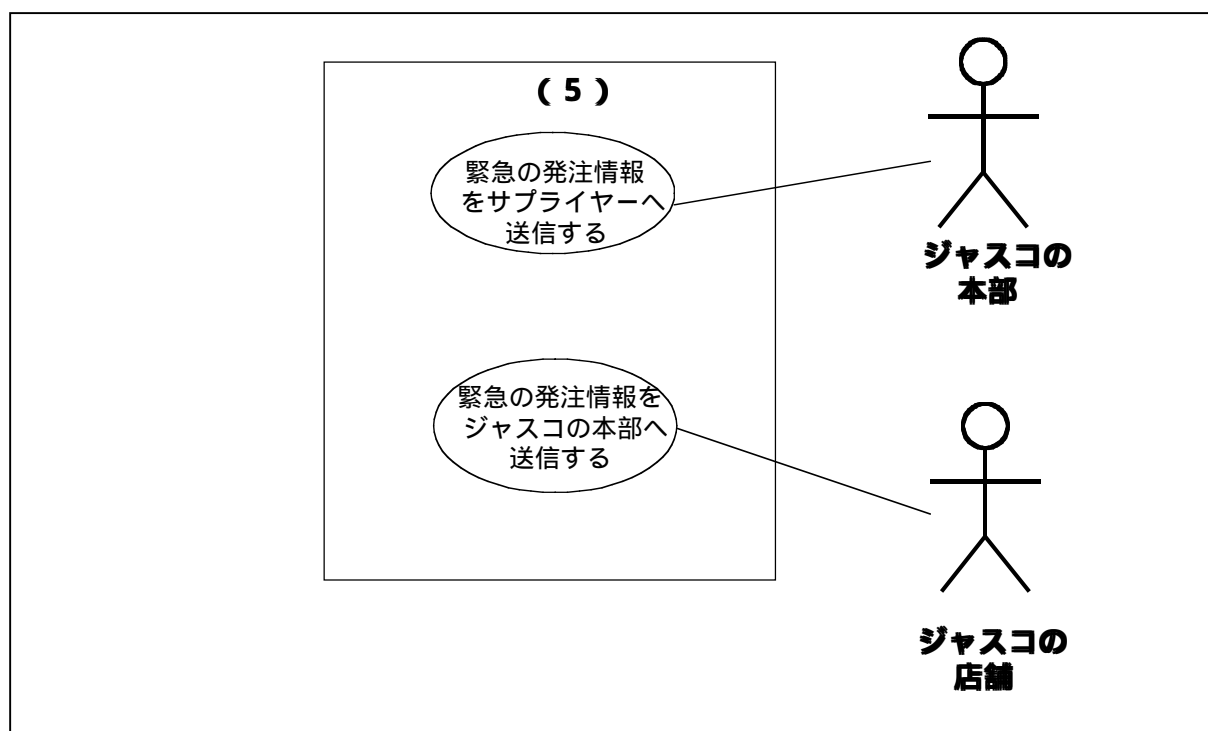 （５）
緊急の発注情報
をサプライヤーへ
送信する
ジャスコの
本部
緊急の発注情報を
ジャスコの本部へ
送信する
ジャスコの
店舗